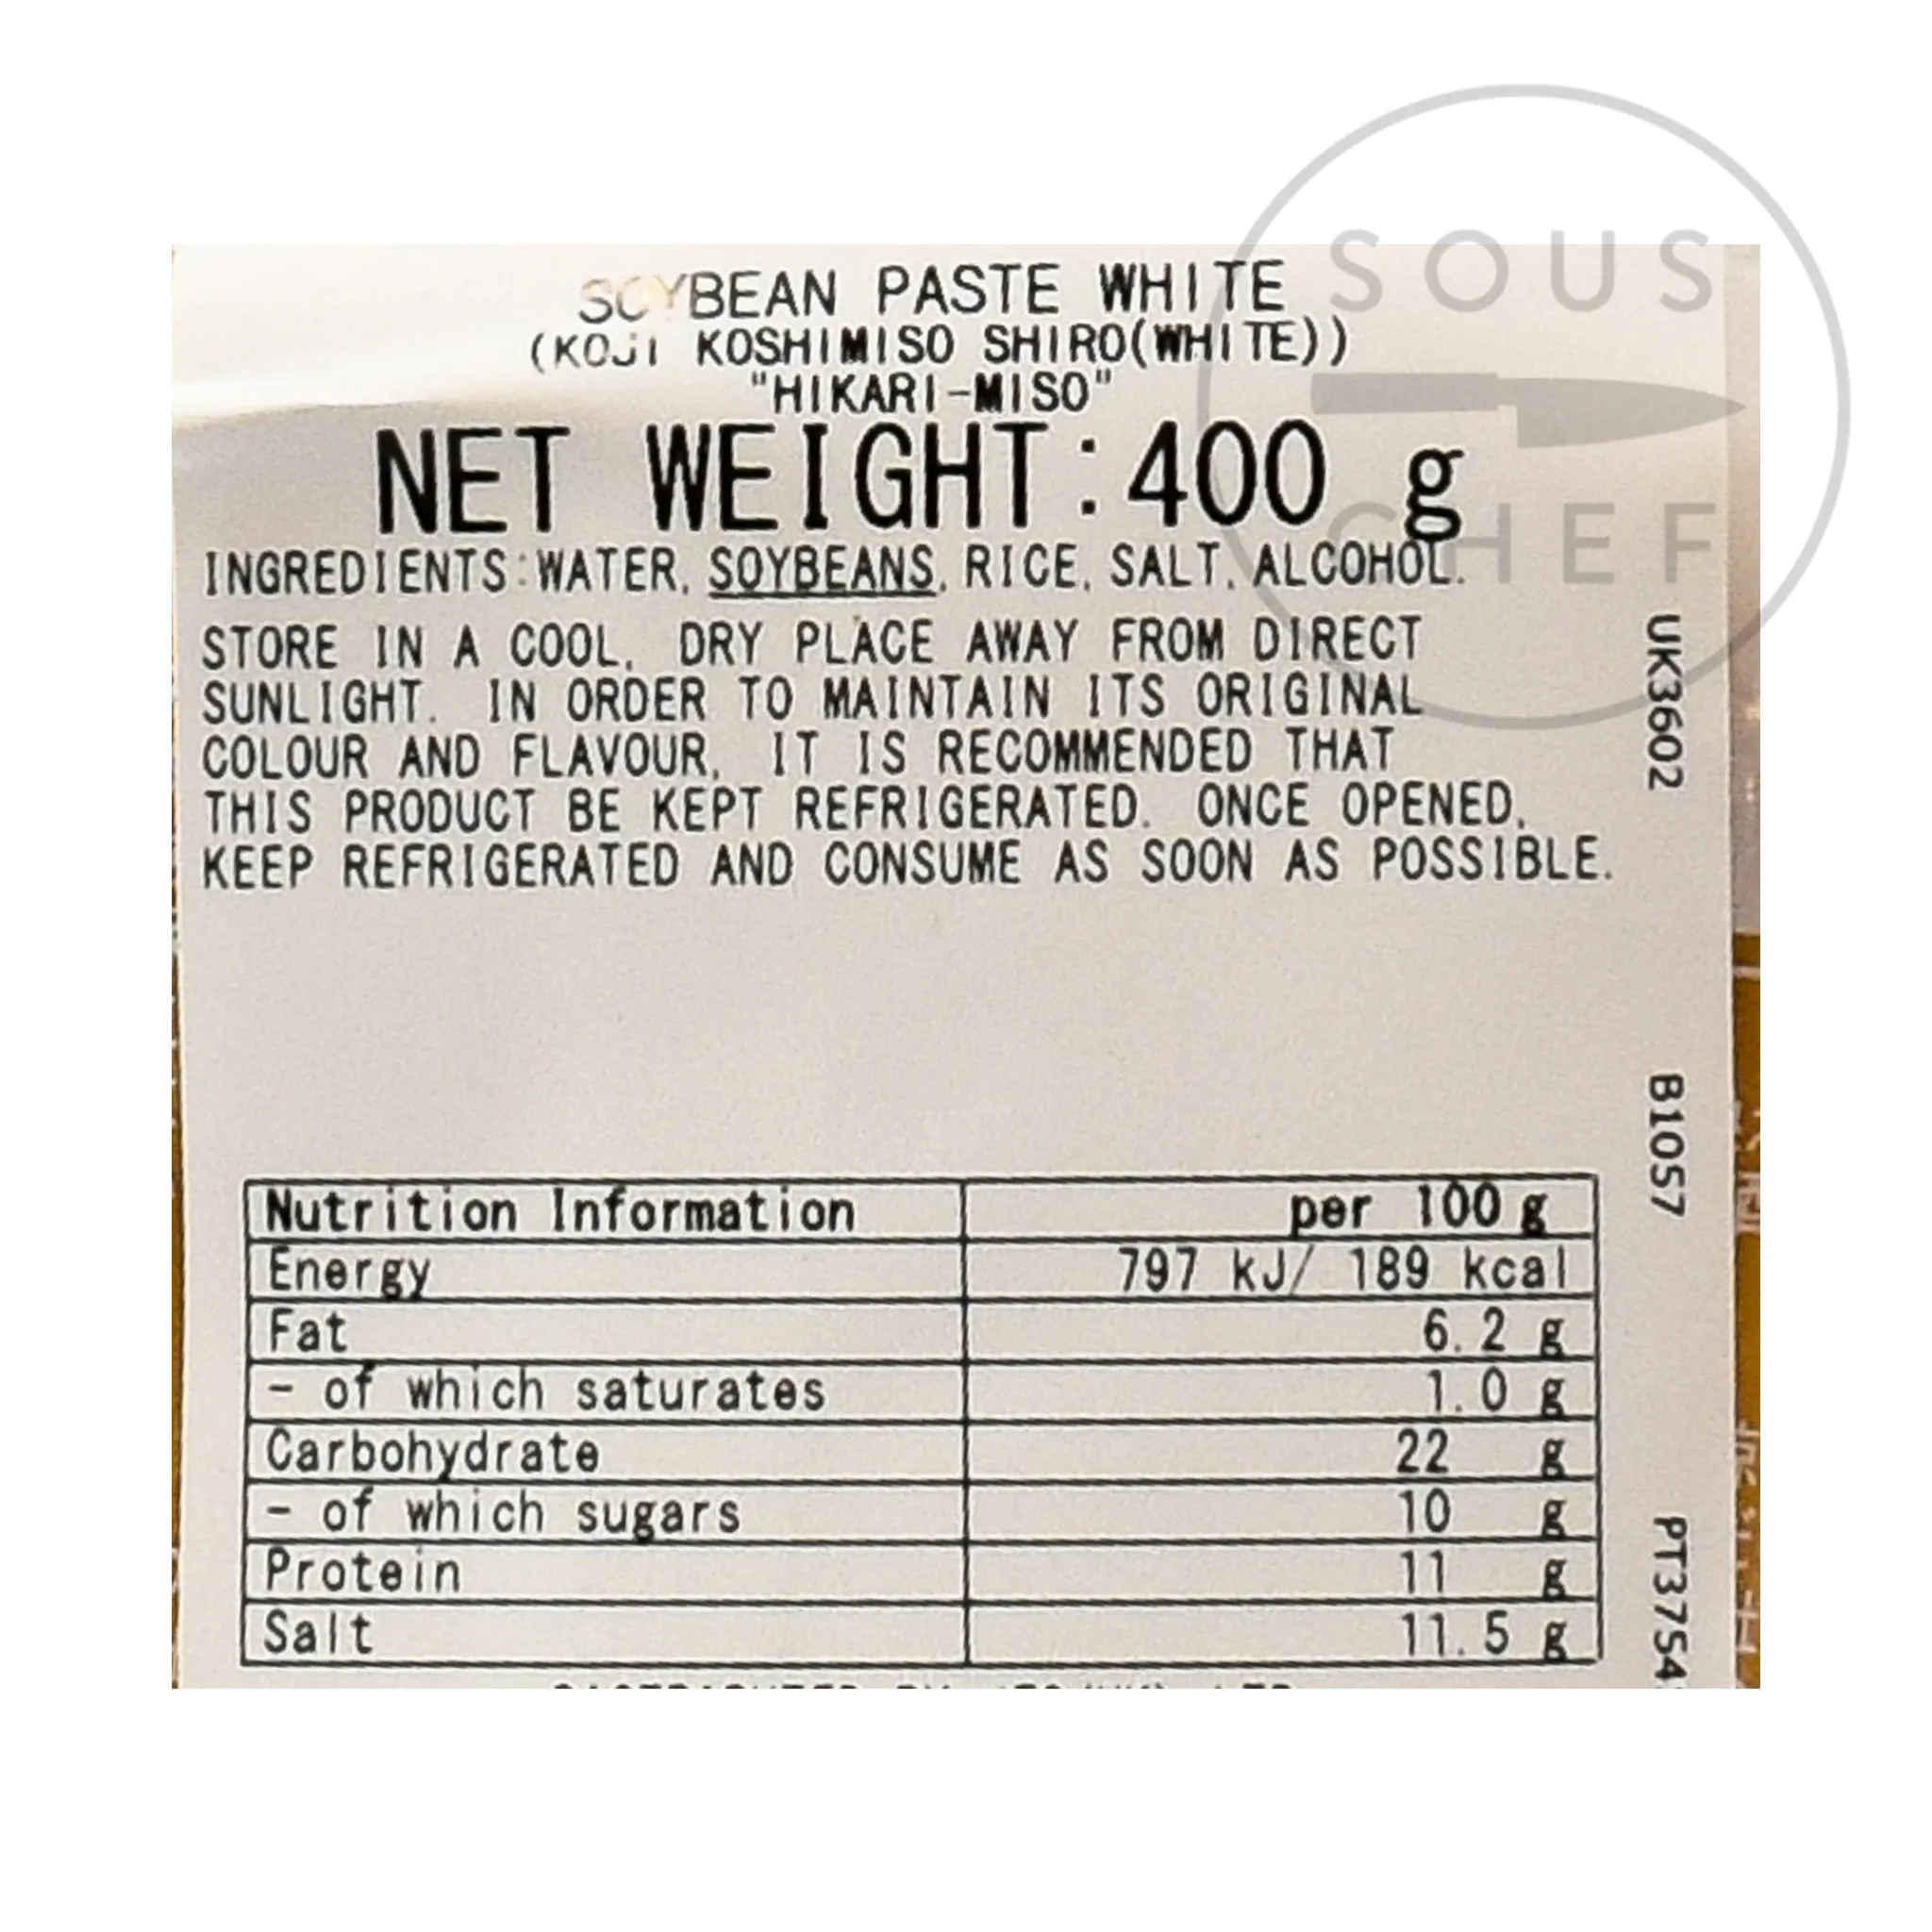 SOUS
CHEF
SOYBEAN PASTE WHITE
(KOJI KOSHIMISO SHIRO(WHITE))
"HIKARI-MISO"
NET WEIGHT:400 g
INGREDIENTS:WATER, SOYBEANS, RICE, SALT, ALCOHOL.
STORE IN A COOL, DRY PLACE AWAY FROM DIRECT
SUNLIGHT. IN ORDER TO MAINTAIN ITS ORIGINAL
COLOUR AND FLAVOUR, IT IS RECOMMENDED THAT
THIS PRODUCT BE KEPT REFRIGERATED. ONCE OPENED,
KEEP REFRIGERATED AND CONSUME AS SOON AS POSSIBLE.
Nutrition Information per 100 g
Energy 797 kJ/ 189 kcal
Fat 6.2 g
- of which saturates 1.0 g
Carbohydrate 22 g
- of which sugars 10 g
Protein 11 g
Salt 11.5 g
UK3602
B1057
PT3754